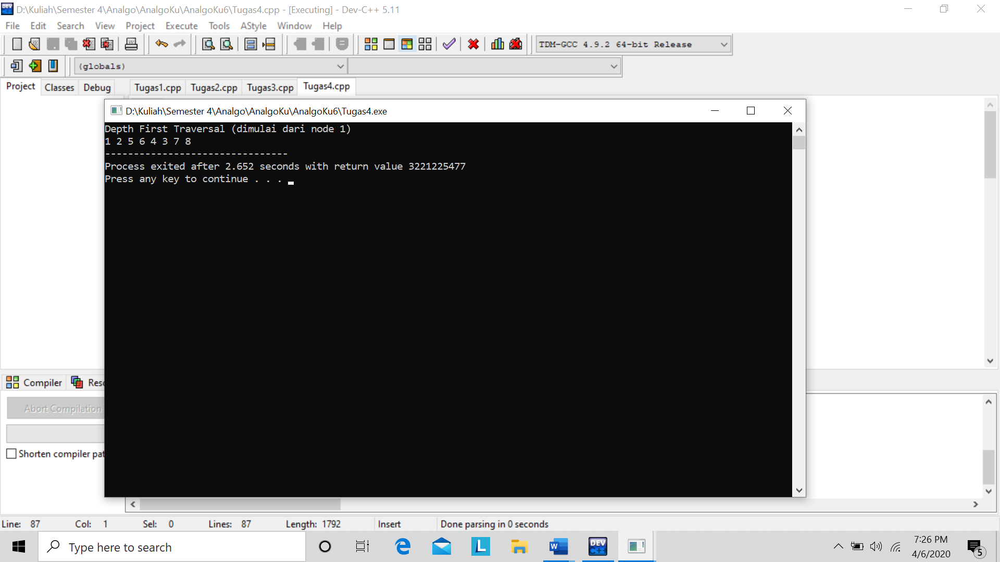 D:\Kuliah\Semester 4\Analgo\AnalgoKu\AnalgoKu6\Tugas4.cpp - [Executing] - Dev-C++ 5.11
File Edit Search View Project Execute Tools AStyle Window Help
TDM-GCC 4.9.2 64-bit Release
(globals)
Project Classes Debug Tugas1.cpp Tugas2.cpp Tugas3.cpp Tugas4.cpp
D:\Kuliah\Semester 4\Analgo\AnalgoKu\AnalgoKu6\Tugas4.exe
Depth First Traversal (dimulai dari node 1)
1 2 5 6 4 3 7 8
--------------------------------
Process exited after 2.652 seconds with return value 3221225477
Press any key to continue . . .
Compiler
Abort Compilation
Shorten compiler
Line: 87 Col: 1 Sel: 0 Lines: 87 Length: 1792 Insert Done parsing in 0 seconds
Type here to search
L
W
DEV
C++
7:26 PM
4/6/2020
5